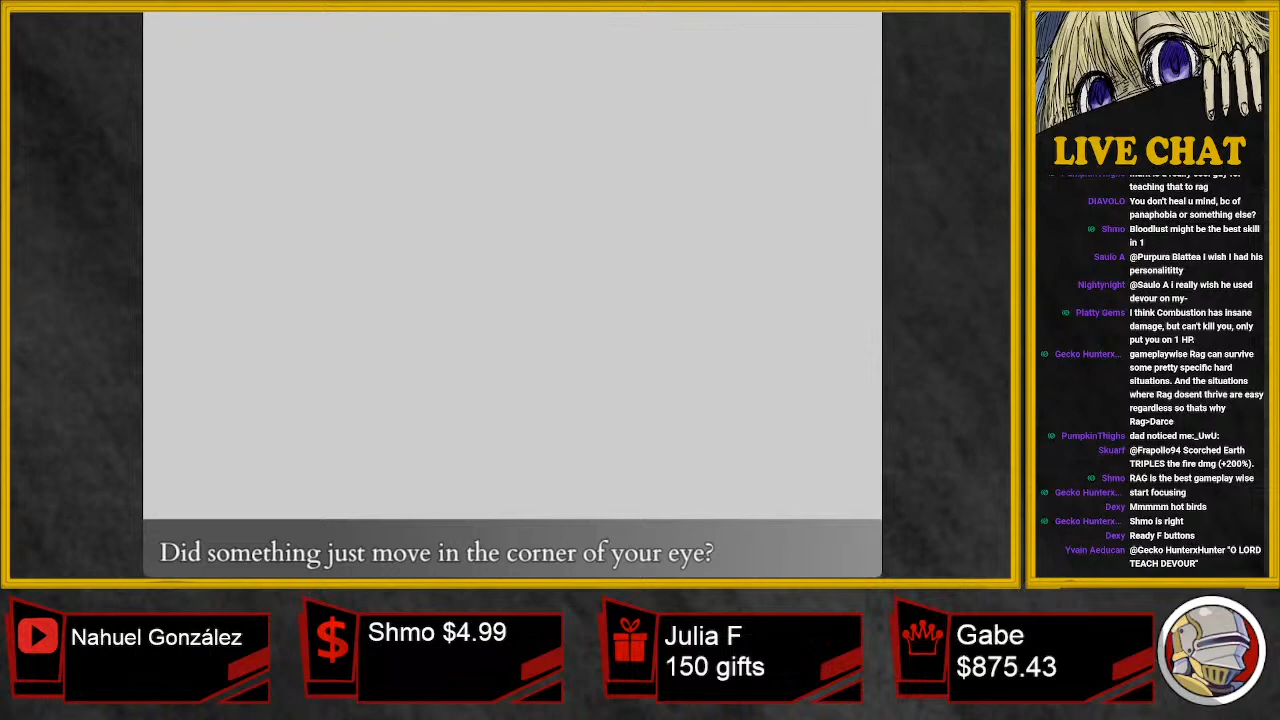 Did something just move in the corner of your eye?
LIVE CHAT
teaching that to rag
DIAVOLO You don't heal u mind, bc of
panaphobia or something else?
Shmo Bloodlust might be the best skill
in 1
Saulo A @Purpura Blattea I wish I had his
personalititty
Nightynight @Saulo A i really wish he used
devour on my-
Platty Gems I think Combustion has insane
damage, but can't kill you, only
put you on 1 HP.
Gecko Hunterx... gameplaywise Rag can survive
some pretty specific hard
situations. And the situations
where Rag dosent thrive are easy
regardless so thats why
Rag>Darce
PumpkinThighs dad noticed me:_UwU:
Skuarf @Frapollo94 Scorched Earth
TRIPLES the fire dmg (+200%).
Shmo RAG is the best gameplay wise
Gecko Hunterx... start focusing
Dexy Mmmmm hot birds
Gecko Hunterx... Shmo is right
Dexy Ready F buttons
Yvain Aeducan @Gecko HunterxHunter "O LORD
TEACH DEVOUR"
Nahuel González
Shmo $4.99
Julia F
150 gifts
Gabe
$875.43